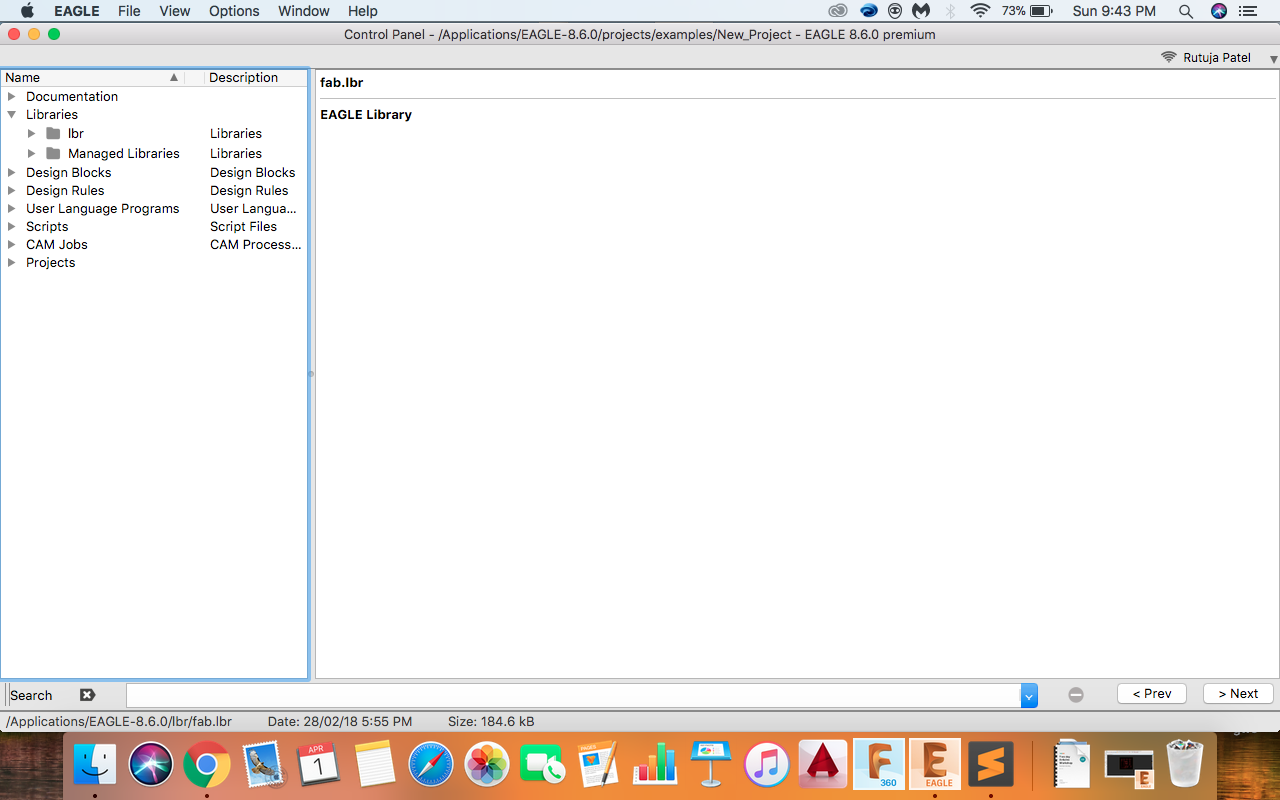 EAGLE File View Options Window Help 73% Sun 9:43 PM
Control Panel - /Applications/EAGLE-8.6.0/projects/examples/New_Project - EAGLE 8.6.0 premium
Rutuja Patel
Name Description
Documentation
Libraries
lbr Libraries
Managed Libraries Libraries
Design Blocks Design Blocks
Design Rules Design Rules
User Language Programs User Langua...
Scripts Script Files
CAM Jobs CAM Process...
Projects
fab.lbr
EAGLE Library
Search < Prev > Next
/Applications/EAGLE-8.6.0/lbr/fab.lbr Date: 28/02/18 5:55 PM Size: 184.6 kB
APR
1
PAGES
360
EAGLE